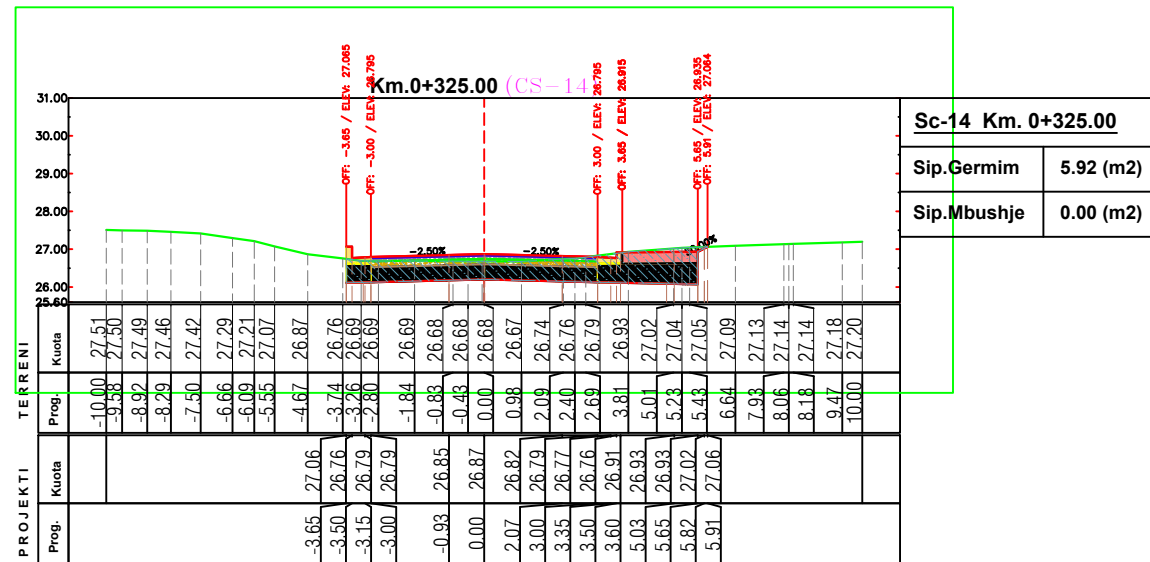 Km.0+325.00 (CS-14
OFF: -3.65 / ELEV: 27.065
OFF: -3.00 / ELEV: 26.795
OFF: 3.00 / ELEV: 26.795
OFF: 3.65 / ELEV: 26.915
OFF: 5.65 / ELEV: 26.935
OFF: 5.91 / ELEV: 27.064
31.00
30.00
29.00
28.00
27.00
26.00
25.60
-2.50% -2.50%
Sc-14 Km. 0+325.00
Sip.Germim 5.92 (m2)
Sip.Mbushje 0.00 (m2)
TERRENI
Kuota 27.51 27.50 27.49 27.46 27.42 27.29 27.21 27.07 26.87 26.76 26.69 26.69 26.69 26.68 26.68 26.68 26.67 26.74 26.76 26.79 26.93 27.02 27.04 27.05 27.09 27.13 27.14 27.14 27.18 27.20
Prog. -10.00 -9.58 -8.92 -8.29 -7.50 -6.66 -6.09 -5.55 -4.67 -3.74 -3.26 -2.80 -1.84 -0.83 -0.43 0.00 0.98 2.09 2.40 2.69 3.81 5.01 5.23 5.43 6.64 7.93 8.06 8.18 9.47 10.00
PROJEKTI
Kuota 27.06 26.76 26.79 26.79 26.85 26.87 26.82 26.79 26.77 26.76 26.91 26.93 26.93 27.02 27.06
Prog. -3.65 -3.50 -3.15 -3.00 -0.93 0.00 2.07 3.00 3.35 3.50 3.60 5.03 5.65 5.82 5.91